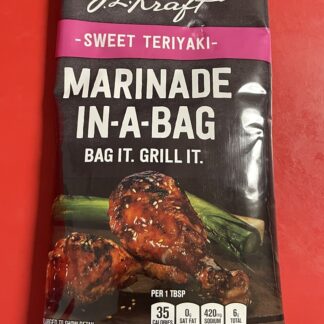 J.L. Kraft
- SWEET TERIYAKI -
MARINADE
IN-A-BAG
BAG IT. GRILL IT.
PER 1 TBSP
35
CALORIES
0g
SAT FAT
420mg
SODIUM
6g
TOTAL